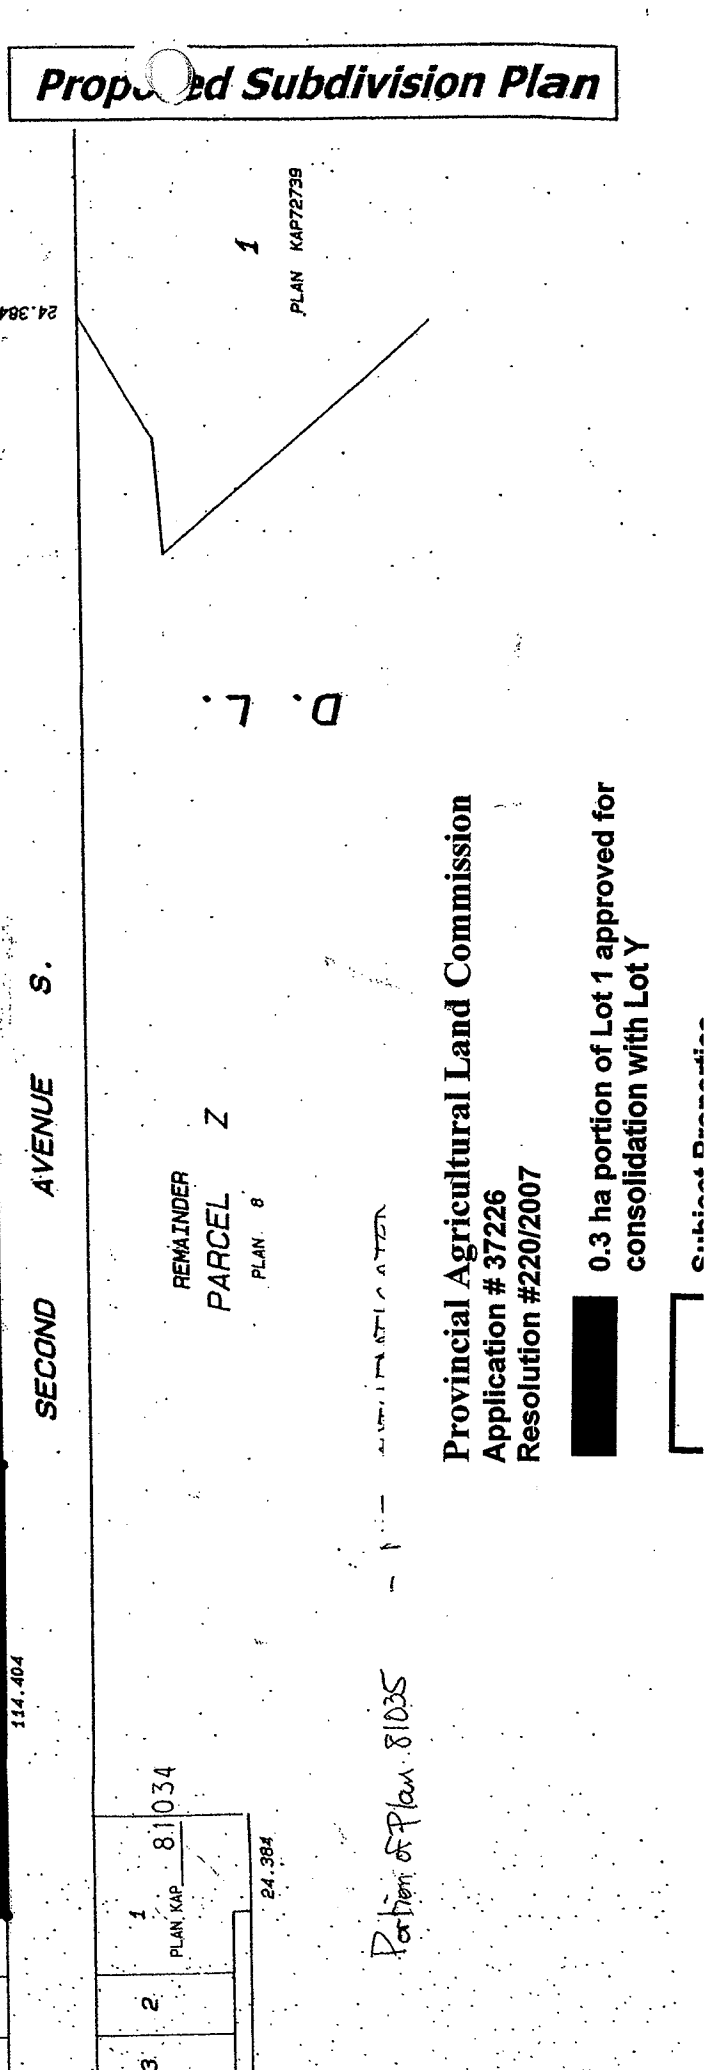 Proposed Subdivision Plan
1
PLAN KAP72739
24.384
D. L.
SECOND AVENUE S.
REMAINDER
PARCEL Z
PLAN 8
Provincial Agricultural Land Commission
Application # 37226
Resolution #220/2007
0.3 ha portion of Lot 1 approved for
consolidation with Lot Y
114.404
1
PLAN KAP 81034
24.384
2
3
Portion of Plan 81035